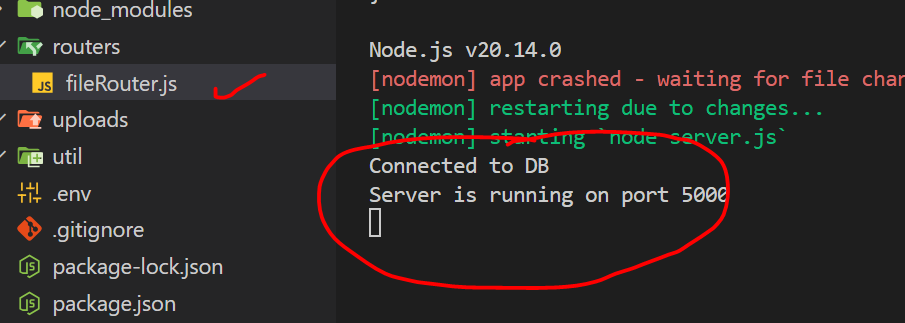 node_modules
routers
JS fileRouter.js
uploads
util
.env
.gitignore
package-lock.json
package.json
Node.js v20.14.0
[nodemon] app crashed - waiting for file chan
[nodemon] restarting due to changes...
[nodemon] starting `node server.js`
Connected to DB
Server is running on port 5000